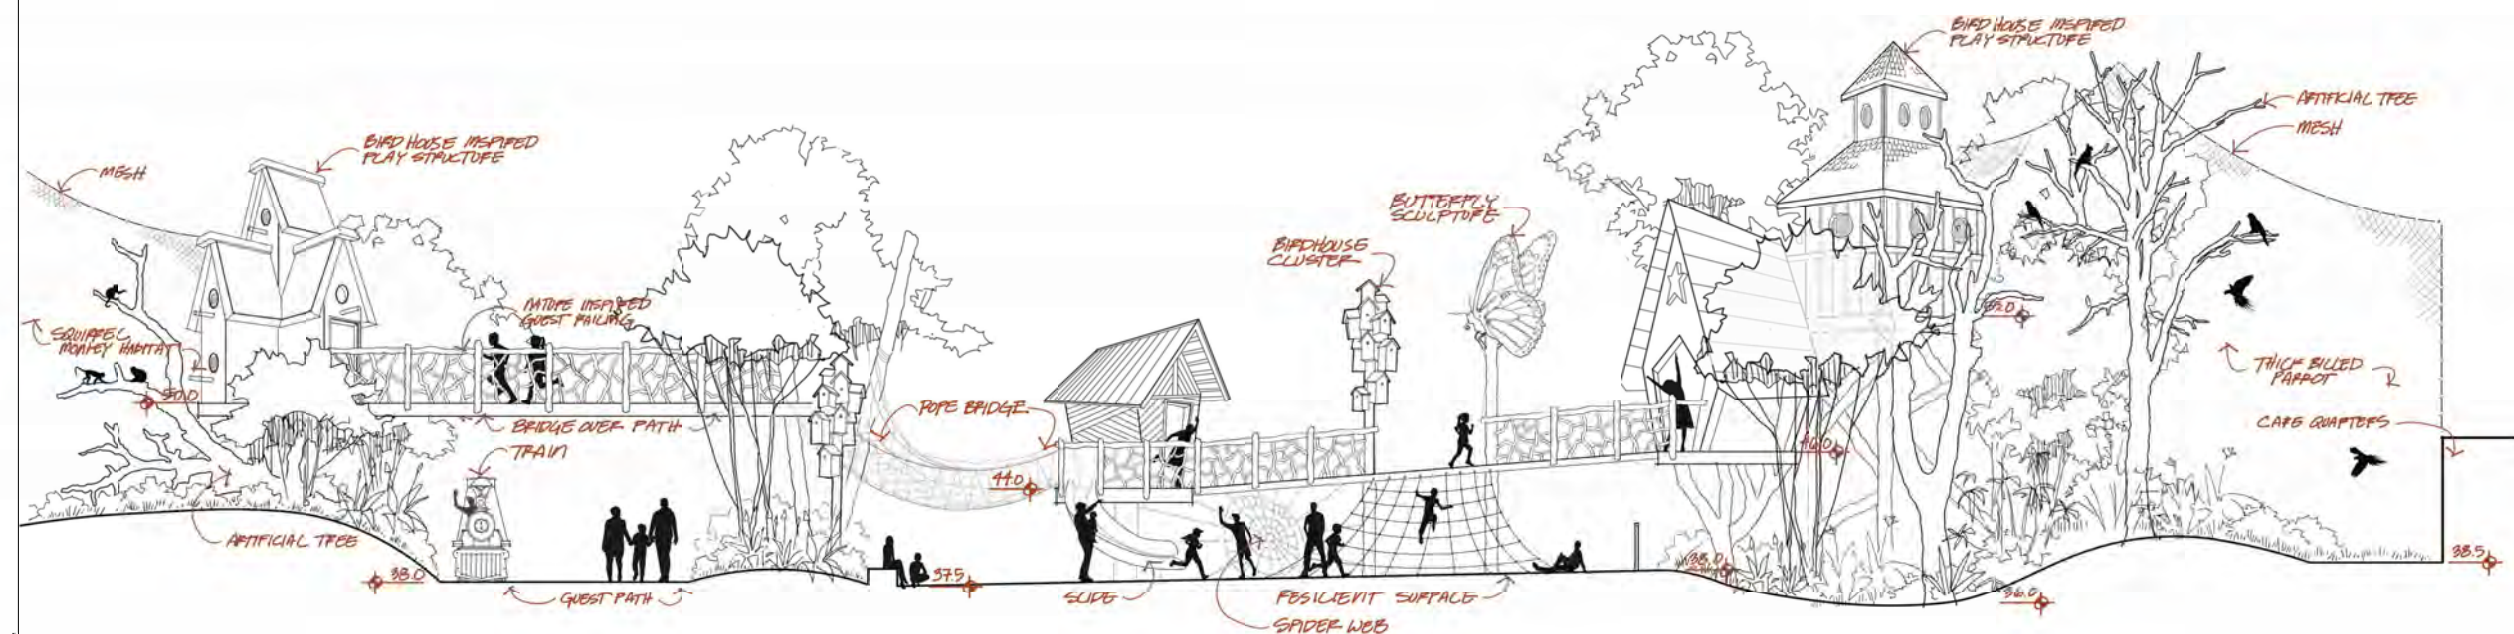 BIRD HOUSE INSPIRED
PLAY STRUCTURE
ARTIFICIAL TREE
MESH
BIRD HOUSE INSPIRED
PLAY STRUCTURE
MESH
BUTTERFLY
SCULPTURE
BIRDHOUSE
CLUSTER
NATURE INSPIRED
GUEST RAILING
SQUIRREL
MONKEY HABITAT
50.0
THICK BILLED
PARROT
ROPE BRIDGE
BRIDGE OVER PATH
CARE QUARTERS
TRAIN
46.0
44.0
ARTIFICIAL TREE
38.0
37.5
38.0
38.5
GUEST PATH
SLIDE
RESILIENT SURFACE
36.0
SPIDER WEB